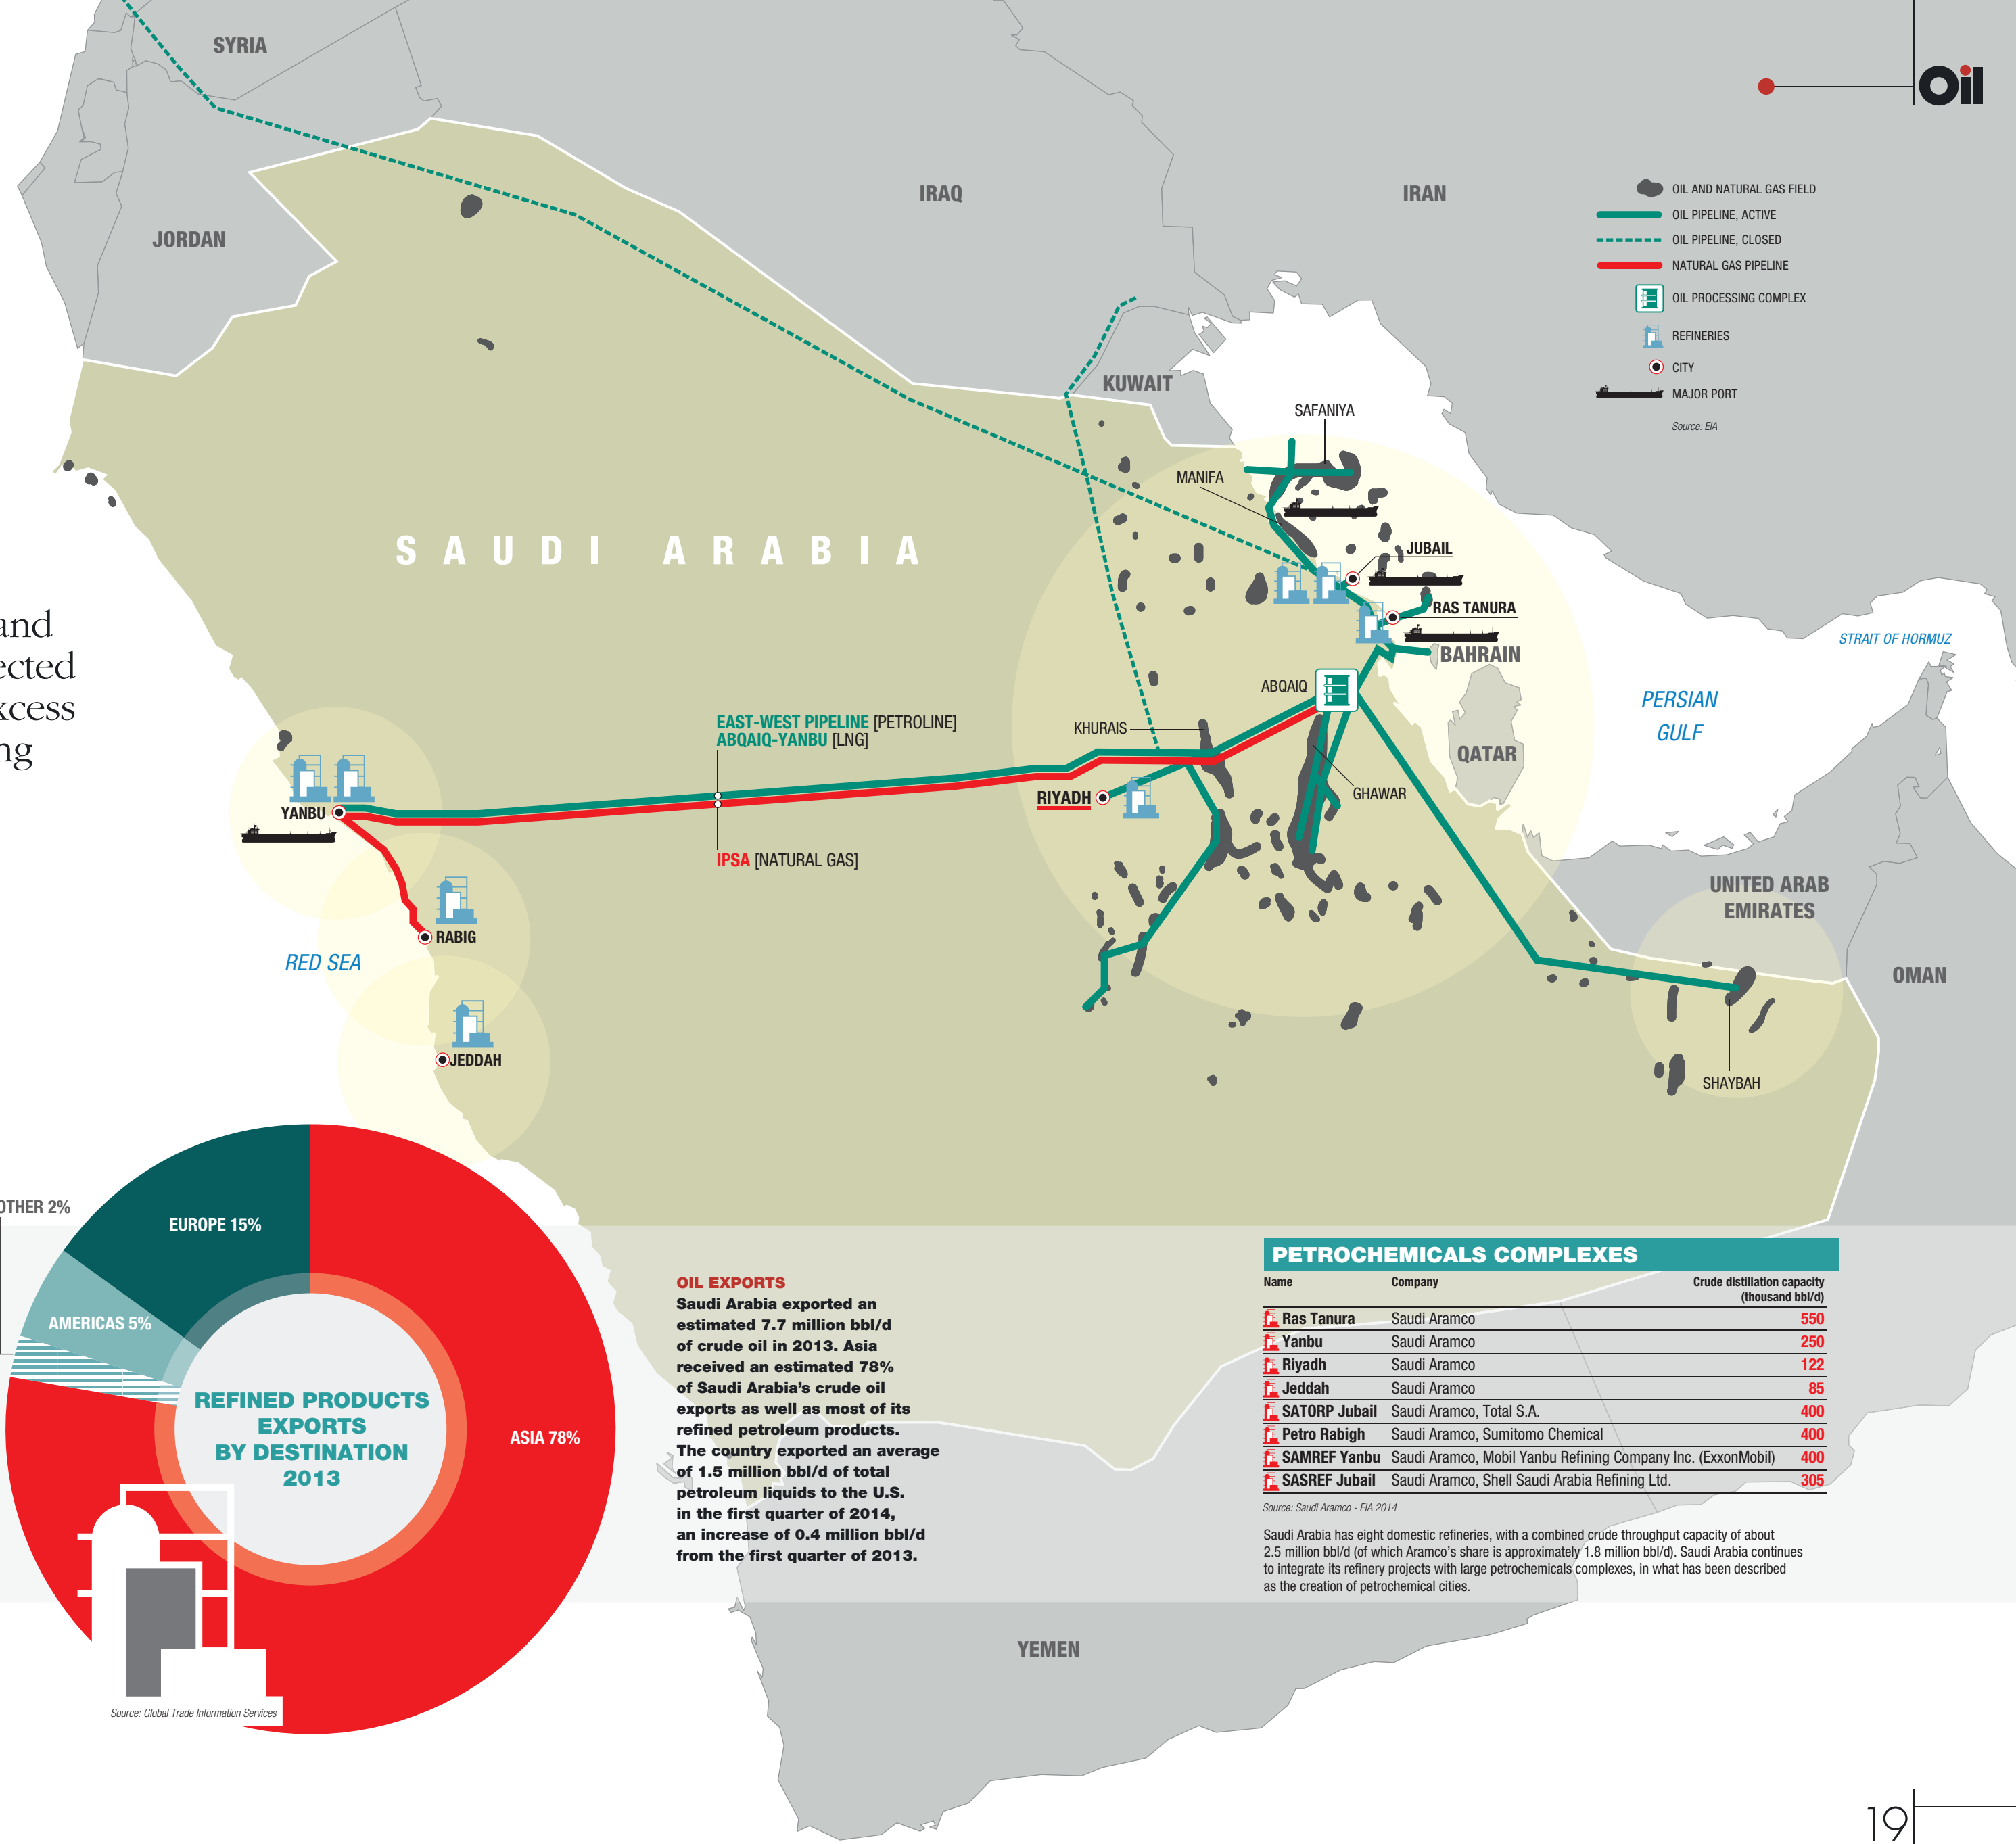 SYRIA
Oil
IRAQ
IRAN
JORDAN
OIL AND NATURAL GAS FIELD
OIL PIPELINE, ACTIVE
OIL PIPELINE, CLOSED
NATURAL GAS PIPELINE
OIL PROCESSING COMPLEX
REFINERIES
CITY
MAJOR PORT
Source: EIA
KUWAIT
SAFANIYA
MANIFA
SAUDI ARABIA
JUBAIL
RAS TANURA
BAHRAIN
STRAIT OF HORMUZ
and
ected
xcess
ng
ABQAIQ
PERSIAN
GULF
EAST-WEST PIPELINE [PETROLINE]
ABQAIQ-YANBU [LNG]
KHURAIS
QATAR
RIYADH
GHAWAR
YANBU
IPSA [NATURAL GAS]
UNITED ARAB
EMIRATES
RABIG
RED SEA
OMAN
JEDDAH
SHAYBAH
OTHER 2%
EUROPE 15%
AMERICAS 5%
ASIA 78%
REFINED PRODUCTS
EXPORTS
BY DESTINATION
2013
Source: Global Trade Information Services
OIL EXPORTS
Saudi Arabia exported an
estimated 7.7 million bbl/d
of crude oil in 2013. Asia
received an estimated 78%
of Saudi Arabia's crude oil
exports as well as most of its
refined petroleum products.
The country exported an average
of 1.5 million bbl/d of total
petroleum liquids to the U.S.
in the first quarter of 2014,
an increase of 0.4 million bbl/d
from the first quarter of 2013.
PETROCHEMICALS COMPLEXES
Name Company Crude distillation capacity
(thousand bbl/d)
Ras Tanura Saudi Aramco 550
Yanbu Saudi Aramco 250
Riyadh Saudi Aramco 122
Jeddah Saudi Aramco 85
SATORP Jubail Saudi Aramco, Total S.A. 400
Petro Rabigh Saudi Aramco, Sumitomo Chemical 400
SAMREF Yanbu Saudi Aramco, Mobil Yanbu Refining Company Inc. (ExxonMobil) 400
SASREF Jubail Saudi Aramco, Shell Saudi Arabia Refining Ltd. 305
Source: Saudi Aramco - EIA 2014
Saudi Arabia has eight domestic refineries, with a combined crude throughput capacity of about
2.5 million bbl/d (of which Aramco's share is approximately 1.8 million bbl/d). Saudi Arabia continues
to integrate its refinery projects with large petrochemicals complexes, in what has been described
as the creation of petrochemical cities.
YEMEN
19